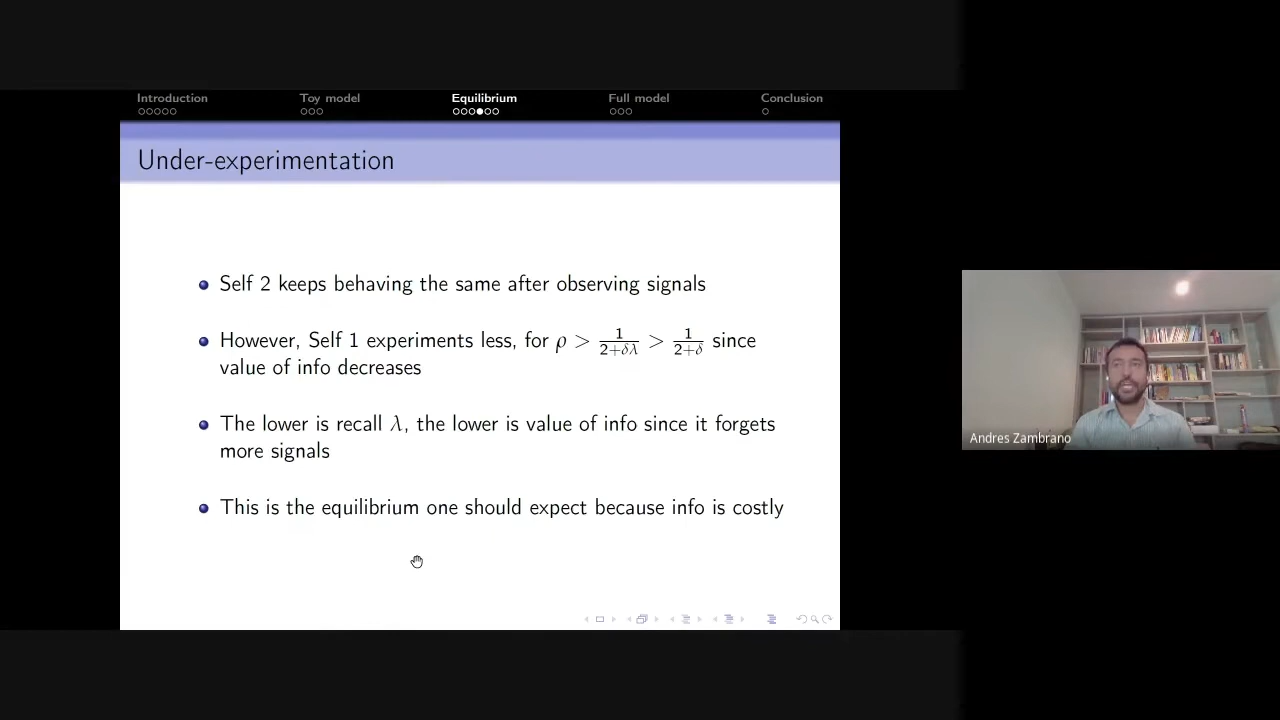 Introduction Toy model Equilibrium Full model Conclusion
Under-experimentation
Self 2 keeps behaving the same after observing signals
However, Self 1 experiments less, for ρ > 1/(2+δλ) > 1/(2+δ) since
value of info decreases
The lower is recall λ, the lower is value of info since it forgets
more signals
This is the equilibrium one should expect because info is costly
Andres Zambrano